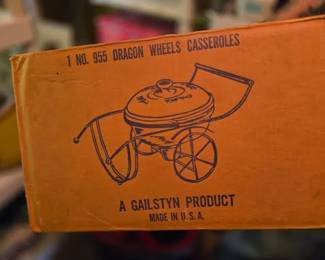 1 NO. 955 DRAGON WHEELS CASSEROLES
A GAILSTYN PRODUCT
MADE IN U.S.A.